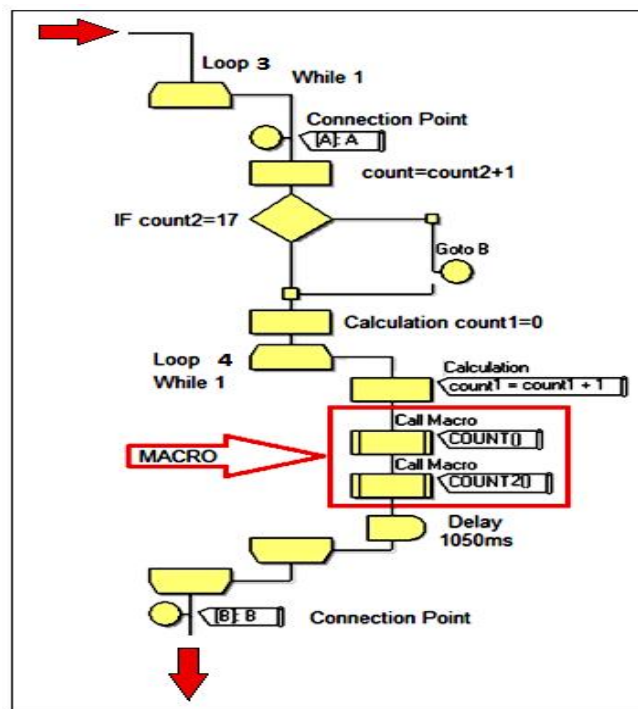 Loop 3
While 1
Connection Point
[A]: A
count=count2+1
IF count2=17
Goto B
Calculation count1=0
Loop 4
While 1
Calculation
count1 = count1 + 1
MACRO
Call Macro
COUNT()
Call Macro
COUNT2()
Delay
1050ms
[B]: B
Connection Point